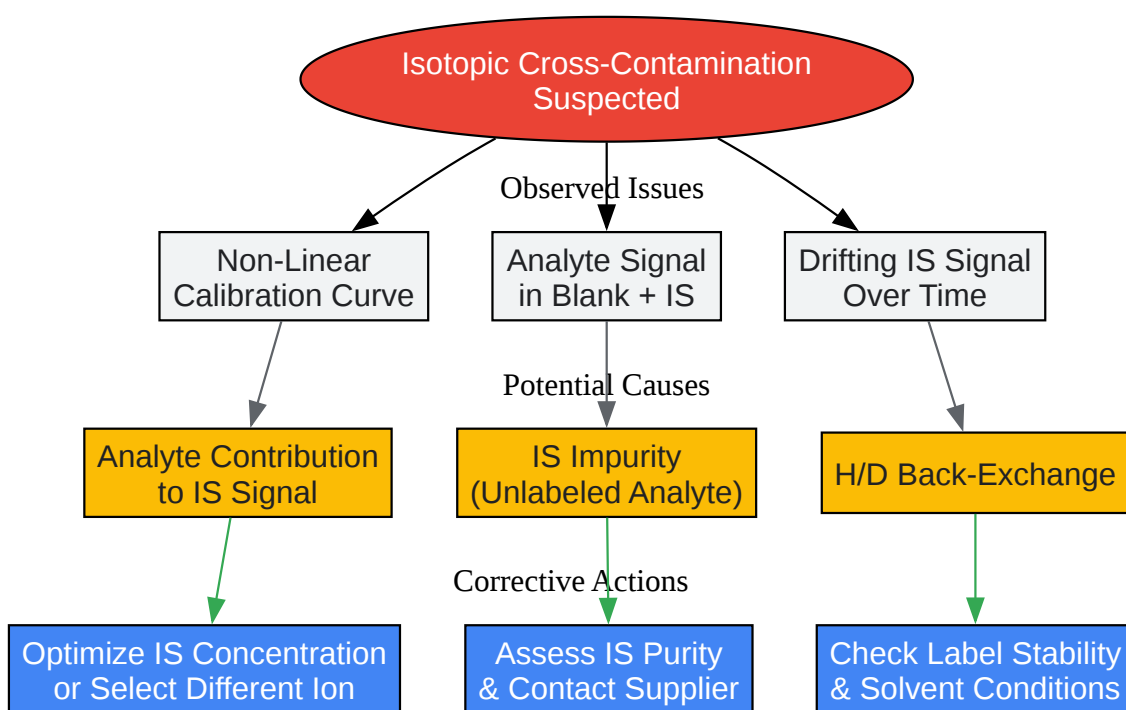 Isotopic Cross-Contamination
Suspected
Observed Issues
Non-Linear
Calibration Curve
Analyte Signal
in Blank + IS
Drifting IS Signal
Over Time
Potential Causes
Analyte Contribution
to IS Signal
IS Impurity
(Unlabeled Analyte)
H/D Back-Exchange
Corrective Actions
Optimize IS Concentration
or Select Different Ion
Assess IS Purity
& Contact Supplier
Check Label Stability
& Solvent Conditions